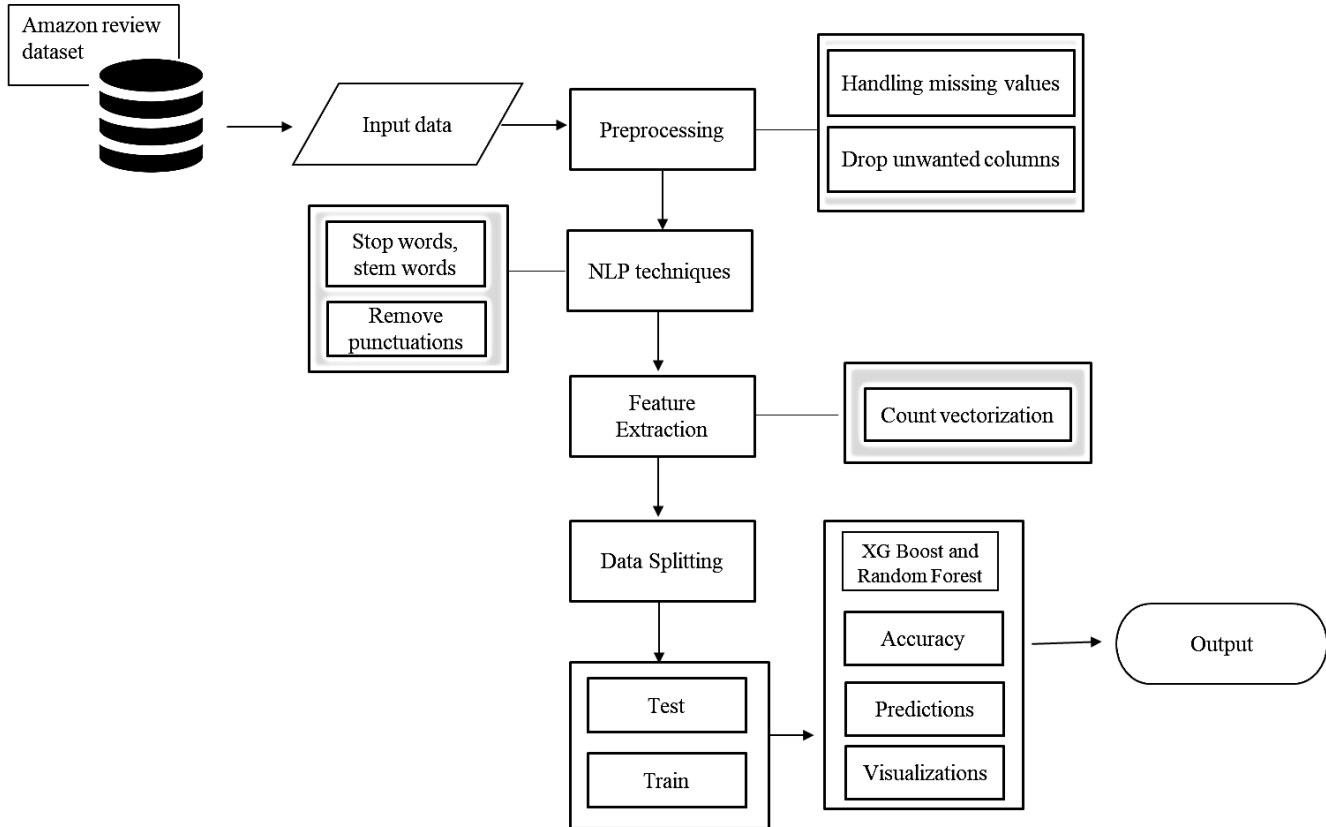 Amazon review
dataset
Input data
Preprocessing
Handling missing values
Drop unwanted columns
Stop words,
stem words
Remove
punctuations
NLP techniques
Feature
Extraction
Count vectorization
Data Splitting
Test
Train
XG Boost and
Random Forest
Accuracy
Predictions
Visualizations
Output